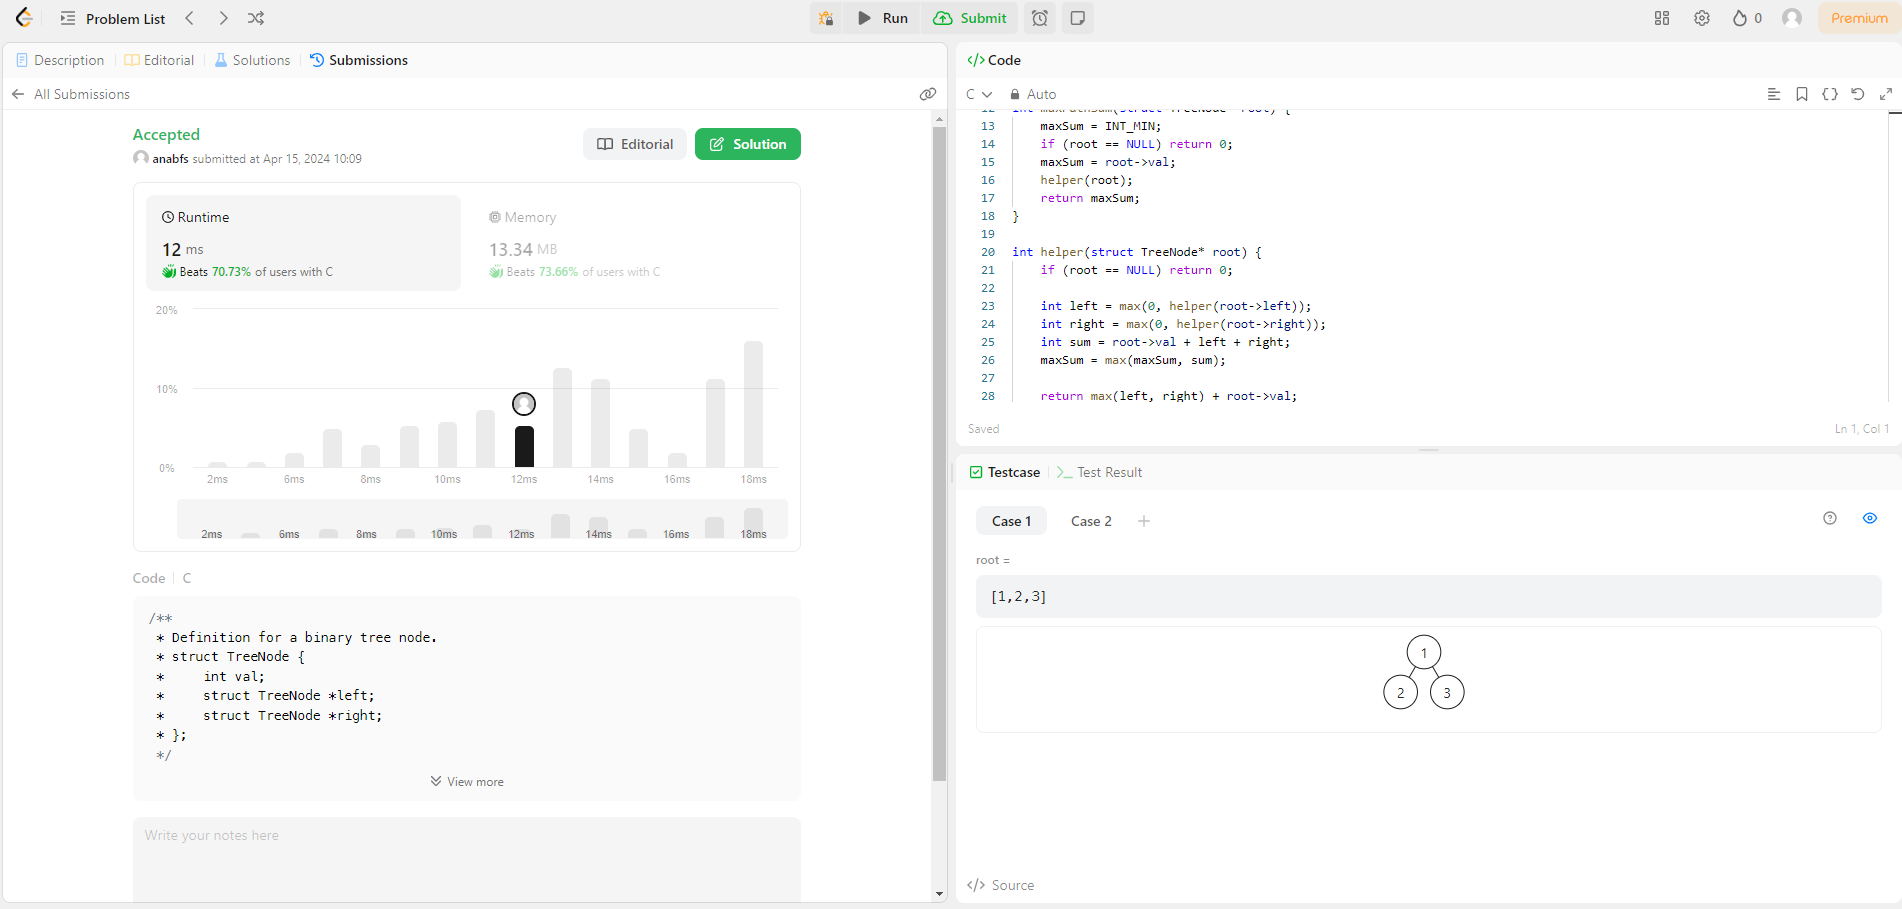 Problem List
Run
Submit
0
Premium
Description
Editorial
Solutions
Submissions
All Submissions
Accepted
anabfs submitted at Apr 15, 2024 10:09
Editorial
Solution
Runtime
12 ms
Beats 70.73% of users with C
Memory
13.34 MB
Beats 73.66% of users with C
20%
10%
0%
2ms 6ms 8ms 10ms 12ms 14ms 16ms 18ms
2ms 6ms 8ms 10ms 12ms 14ms 16ms 18ms
Code
C
/**
* Definition for a binary tree node.
* struct TreeNode {
*     int val;
*     struct TreeNode *left;
*     struct TreeNode *right;
* };
*/
View more
Write your notes here
</> Code
C
Auto
12 int maxPathSum(struct TreeNode* root) {
13     maxSum = INT_MIN;
14     if (root == NULL) return 0;
15     maxSum = root->val;
16     helper(root);
17     return maxSum;
18 }
19
20 int helper(struct TreeNode* root) {
21     if (root == NULL) return 0;
22
23     int left = max(0, helper(root->left));
24     int right = max(0, helper(root->right));
25     int sum = root->val + left + right;
26     maxSum = max(maxSum, sum);
27
28     return max(left, right) + root->val;
Saved
Ln 1, Col 1
Testcase
Test Result
Case 1
Case 2
root =
[1,2,3]
1
2
3
</> Source